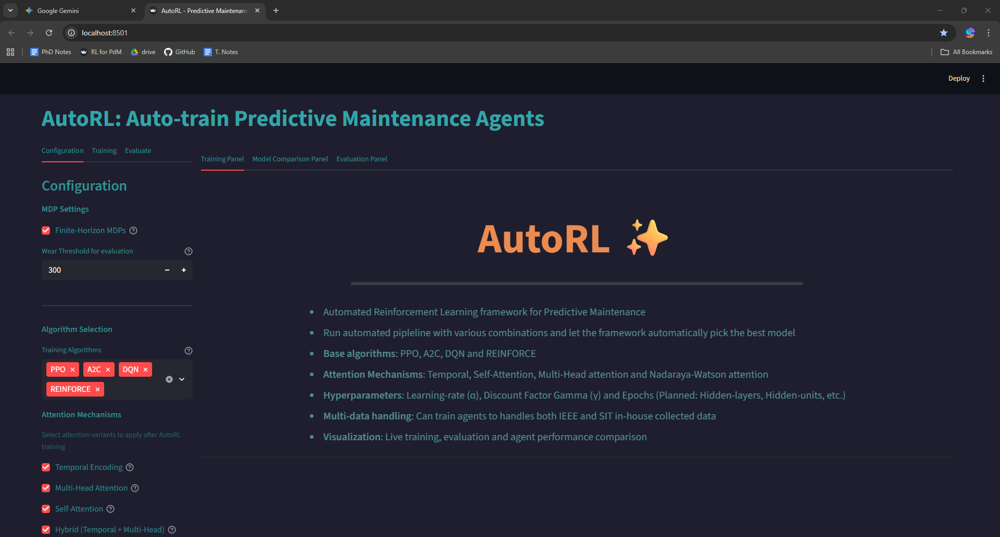 Google Gemini
AutoRL - Predictive Maintenanc
localhost:8501
PhD Notes
RL for PdM
drive
GitHub
T. Notes
All Bookmarks
Deploy
AutoRL: Auto-train Predictive Maintenance Agents
Configuration Training Evaluate
Training Panel Model Comparison Panel Evaluation Panel
Configuration
MDP Settings
Finite-Horizon MDPs
Wear Threshold for evaluation
300
Algorithm Selection
Training Algorithms
PPO A2C DQN
REINFORCE
Attention Mechanisms
Select attention variants to apply after AutoRL
training
Temporal Encoding
Multi-Head Attention
Self-Attention
Hybrid (Temporal + Multi-Head)
AutoRL
• Automated Reinforcement Learning framework for Predictive Maintenance
• Run automated pipleline with various combinations and let the framework automatically pick the best model
• Base algorithms: PPO, A2C, DQN and REINFORCE
• Attention Mechanisms: Temporal, Self-Attention, Multi-Head attention and Nadaraya-Watson attention
• Hyperparameters: Learning-rate (α), Discount Factor Gamma (γ) and Epochs (Planned: Hidden-layers, Hidden-units, etc.)
• Multi-data handling: Can train agents to handles both IEEE and SIT in-house collected data
• Visualization: Live training, evaluation and agent performance comparison